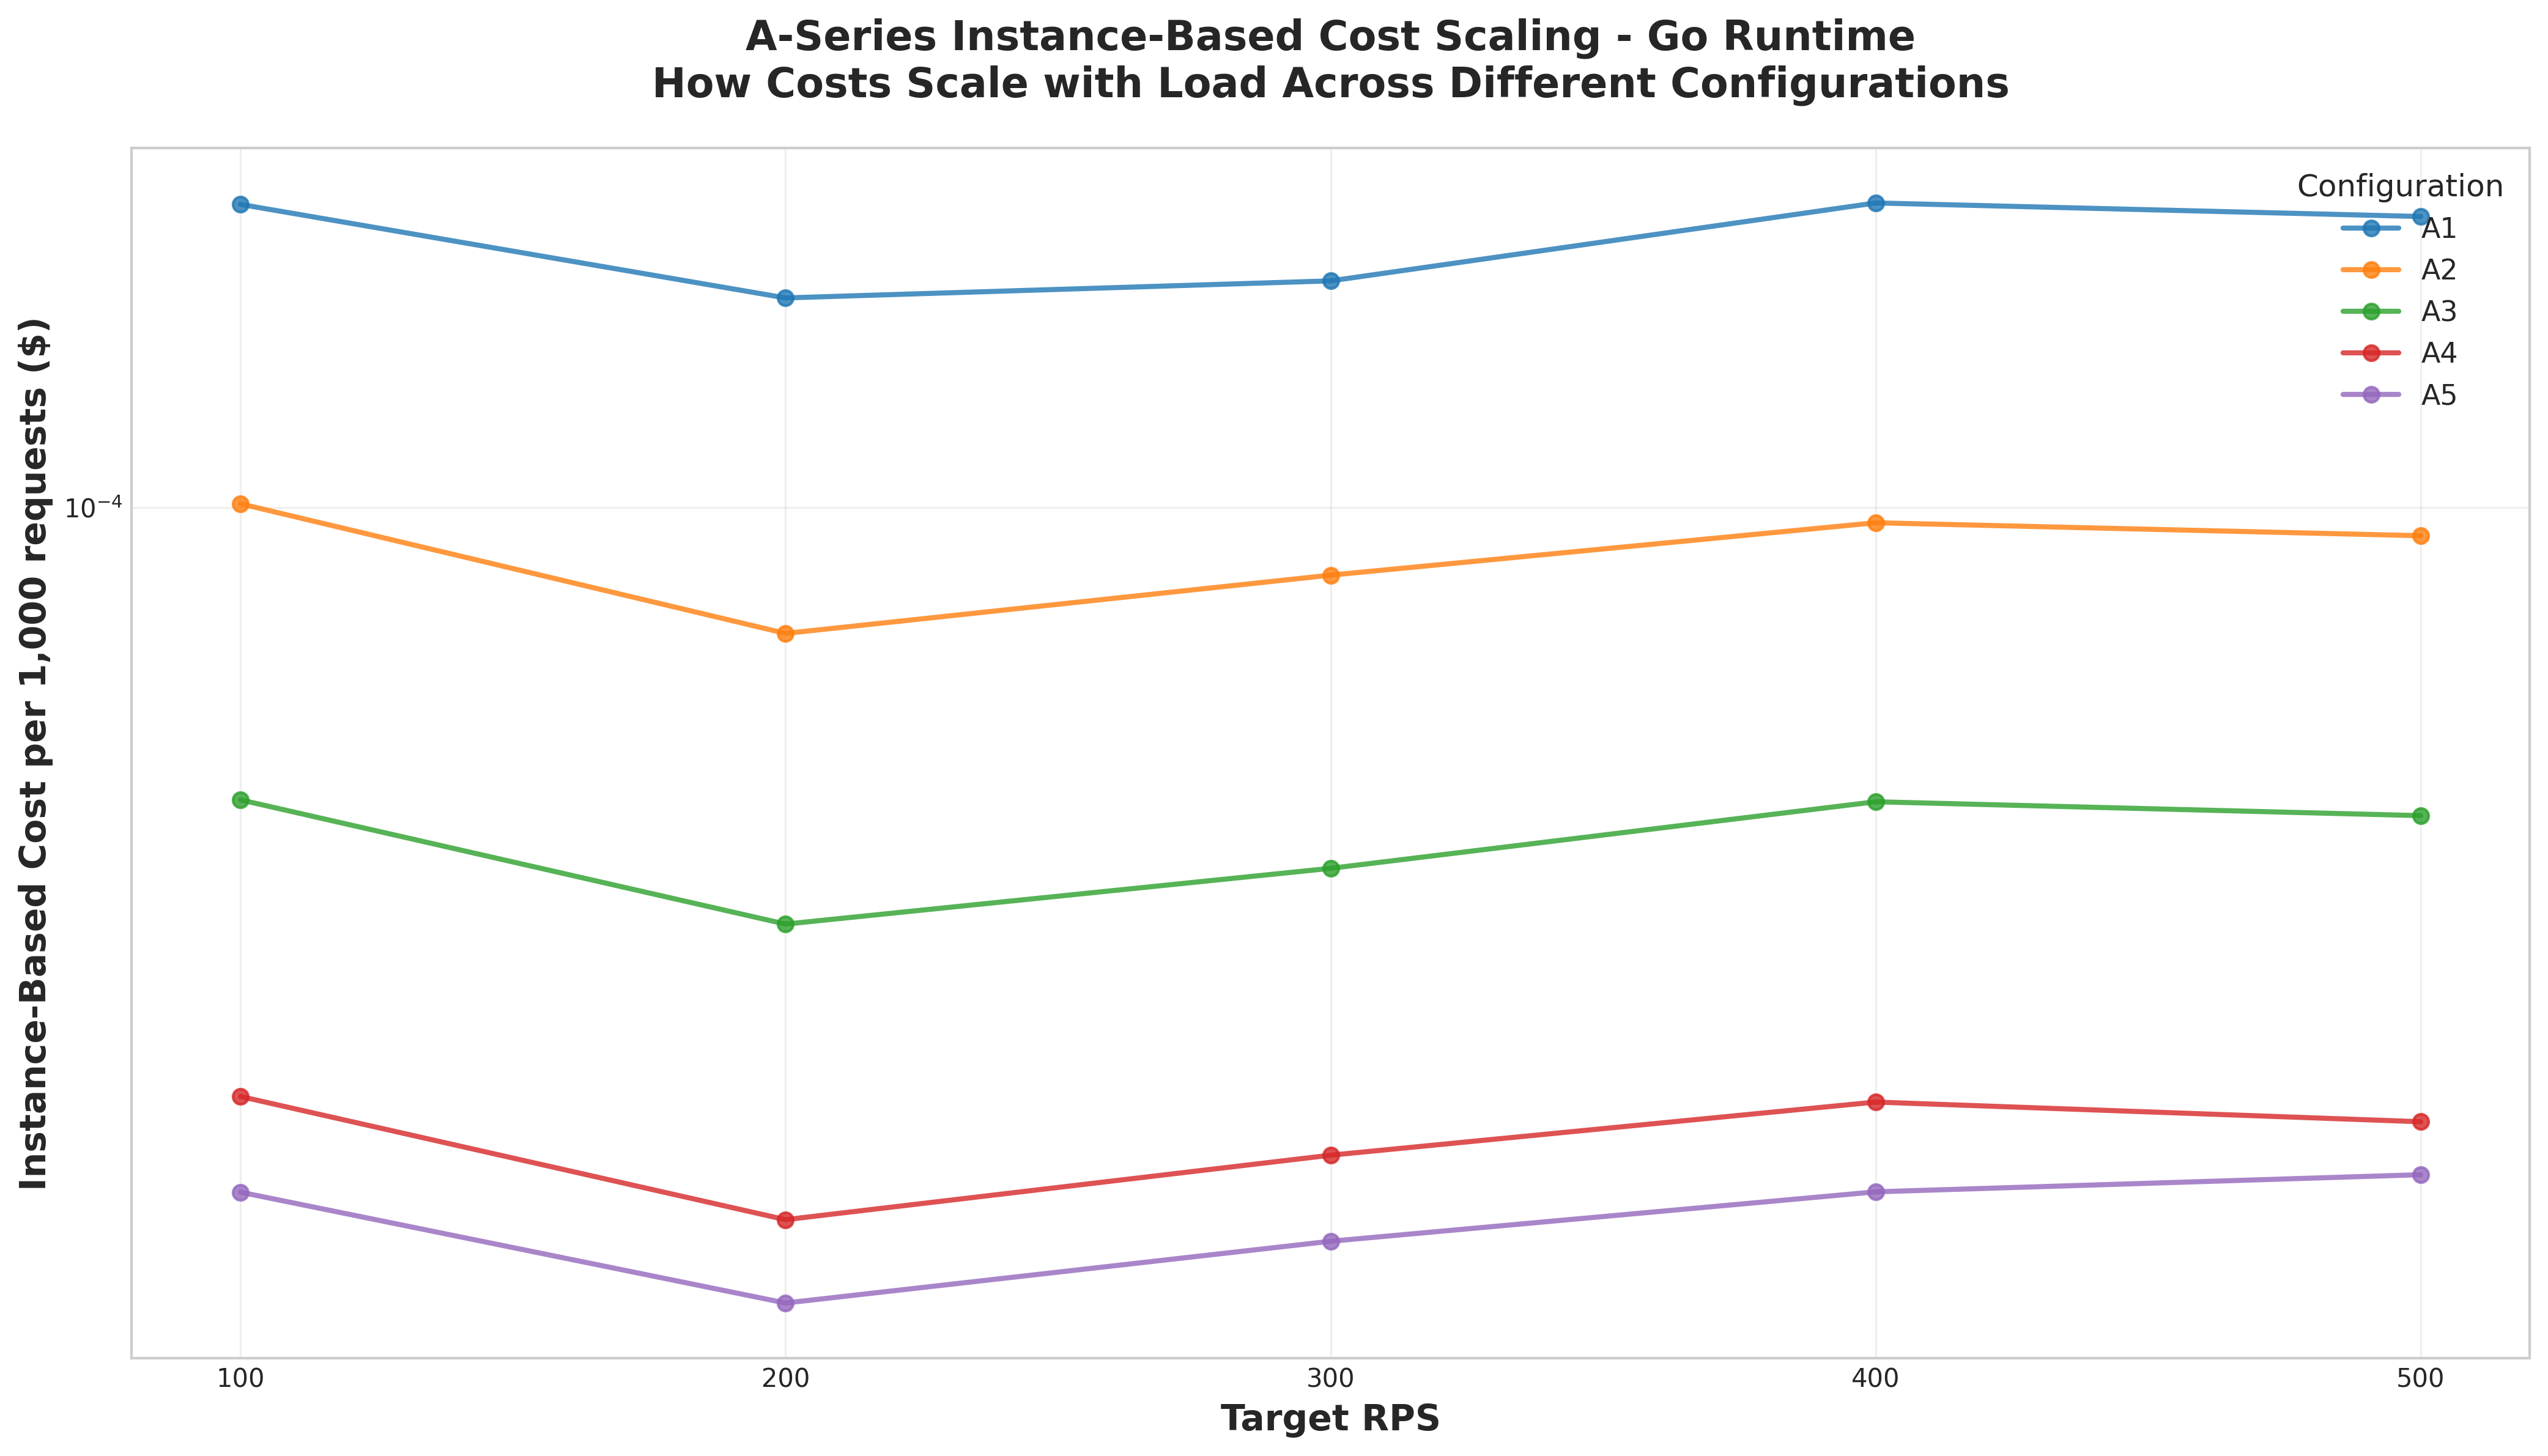 A-Series Instance-Based Cost Scaling - Go Runtime
How Costs Scale with Load Across Different Configurations
Instance-Based Cost per 1,000 requests ($)
10⁻⁴
Configuration
A1
A2
A3
A4
A5
100 200 300 400 500
Target RPS